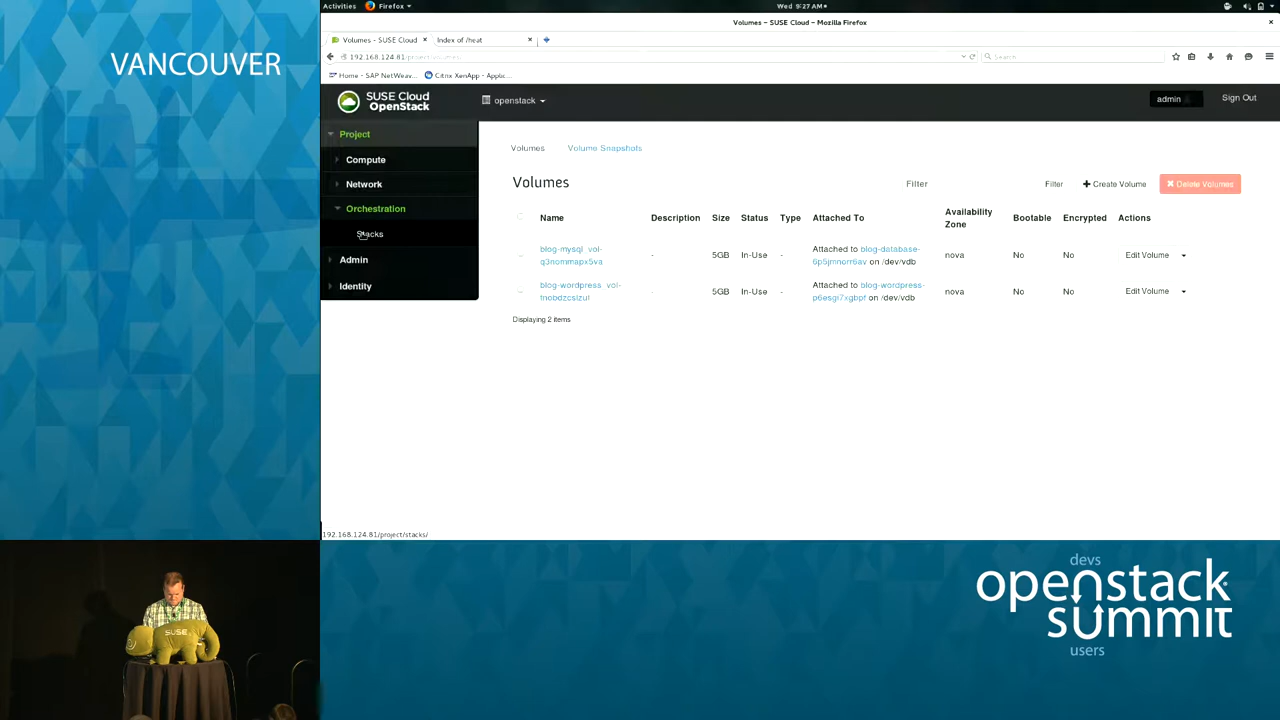 VANCOUVER
Activities Firefox
Wed 9:27 AM
Volumes – SUSE Cloud – Mozilla Firefox
Volumes - SUSE Cloud
Index of /heat
192.168.124.81/project/volumes/
Search
Home - SAP NetWeav...
Citrix XenApp - Applic...
SUSE Cloud
OpenStack
openstack
admin
Sign Out
Project
Compute
Network
Orchestration
Stacks
Admin
Identity
Volumes
Volume Snapshots
Volumes
Filter
Filter
Create Volume
Delete Volumes
Name Description Size Status Type Attached To Availability Zone Bootable Encrypted Actions
blog-mysql_vol-
q3nommapx5va
- 5GB In-Use -
Attached to blog-database-
6p5jmnorr6av on /dev/vdb
nova No No Edit Volume
blog-wordpress_vol-
- 5GB In-Use -
Attached to blog-wordpress-
p6esgi7xgbpf on /dev/vdb
nova No No Edit Volume
Displaying 2 items
192.168.124.81/project/stacks/
SUSE
devs
openstack
summit
users